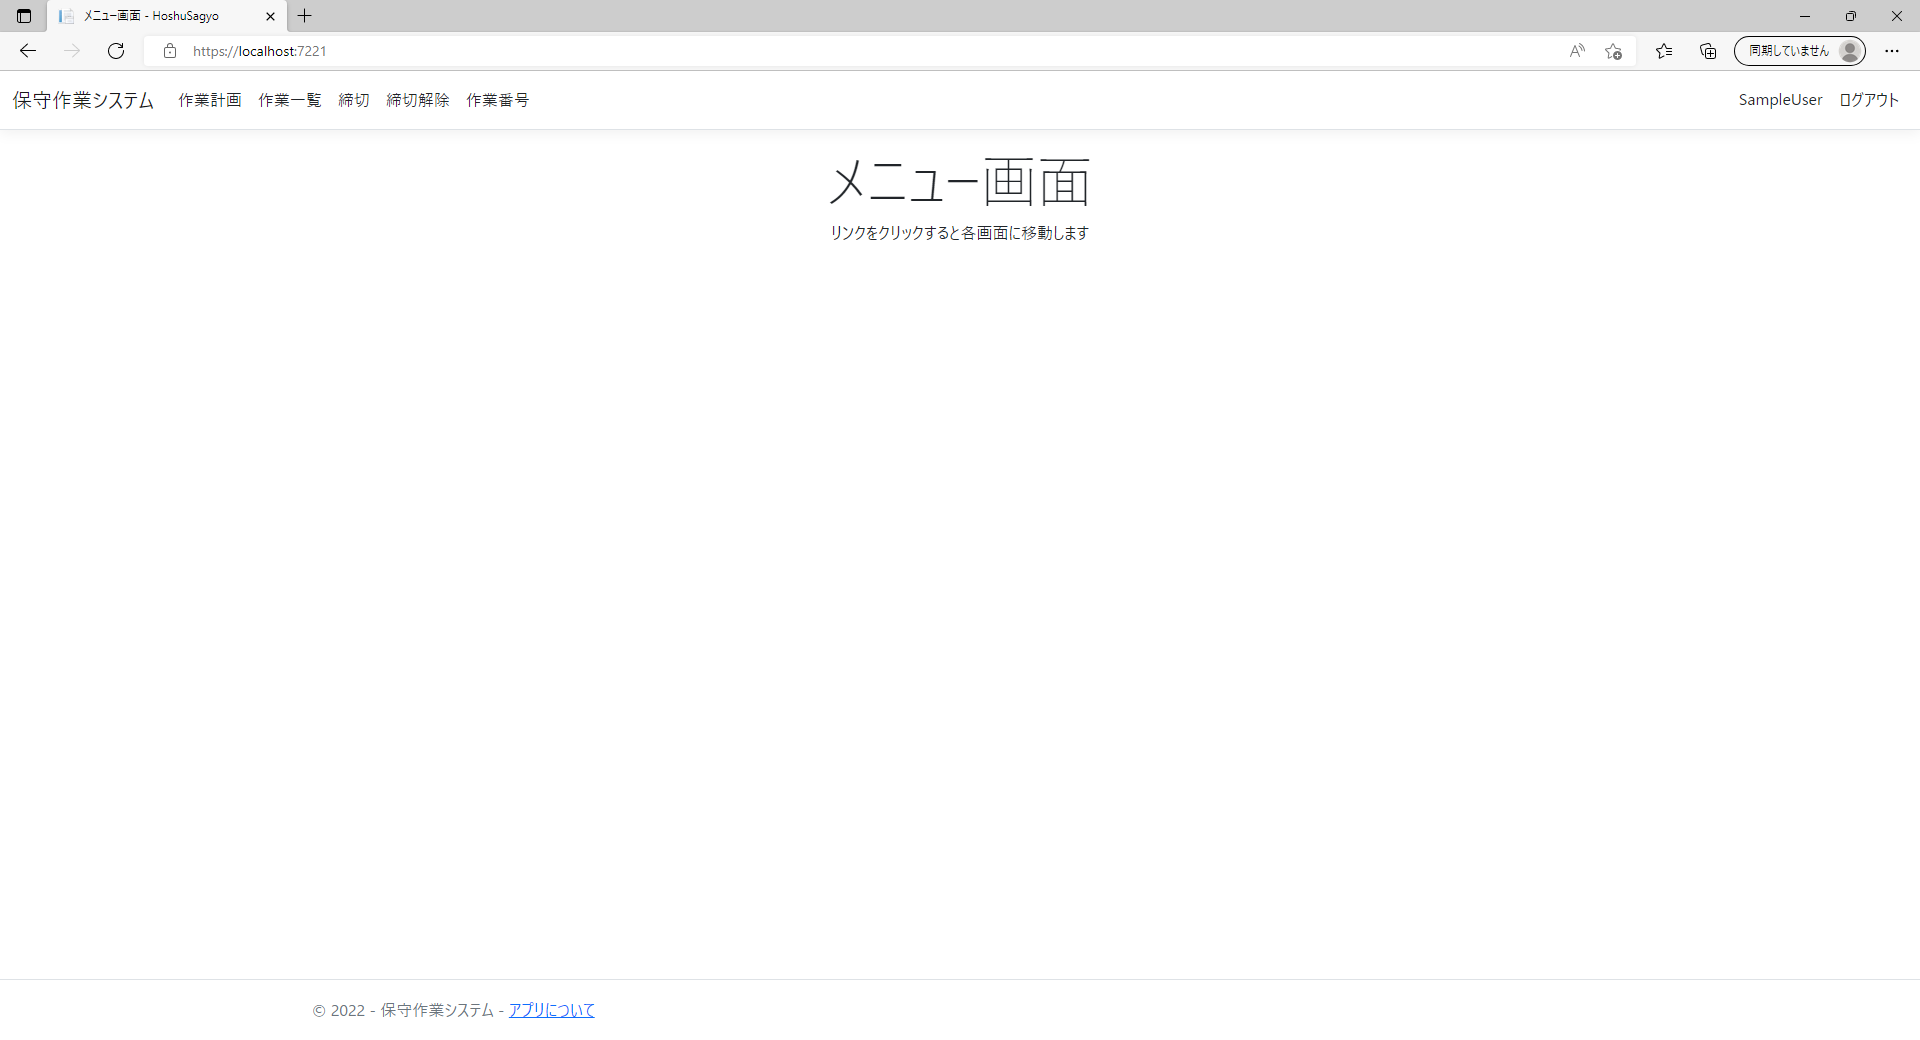 メニュー画面 - HoshuSagyo
https://localhost:7221
同期していません
保守作業システム 作業計画 作業一覧 締切 締切解除 作業番号 SampleUser ログアウト
メニュー画面
リンクをクリックすると各画面に移動します
© 2022 - 保守作業システム - アプリについて